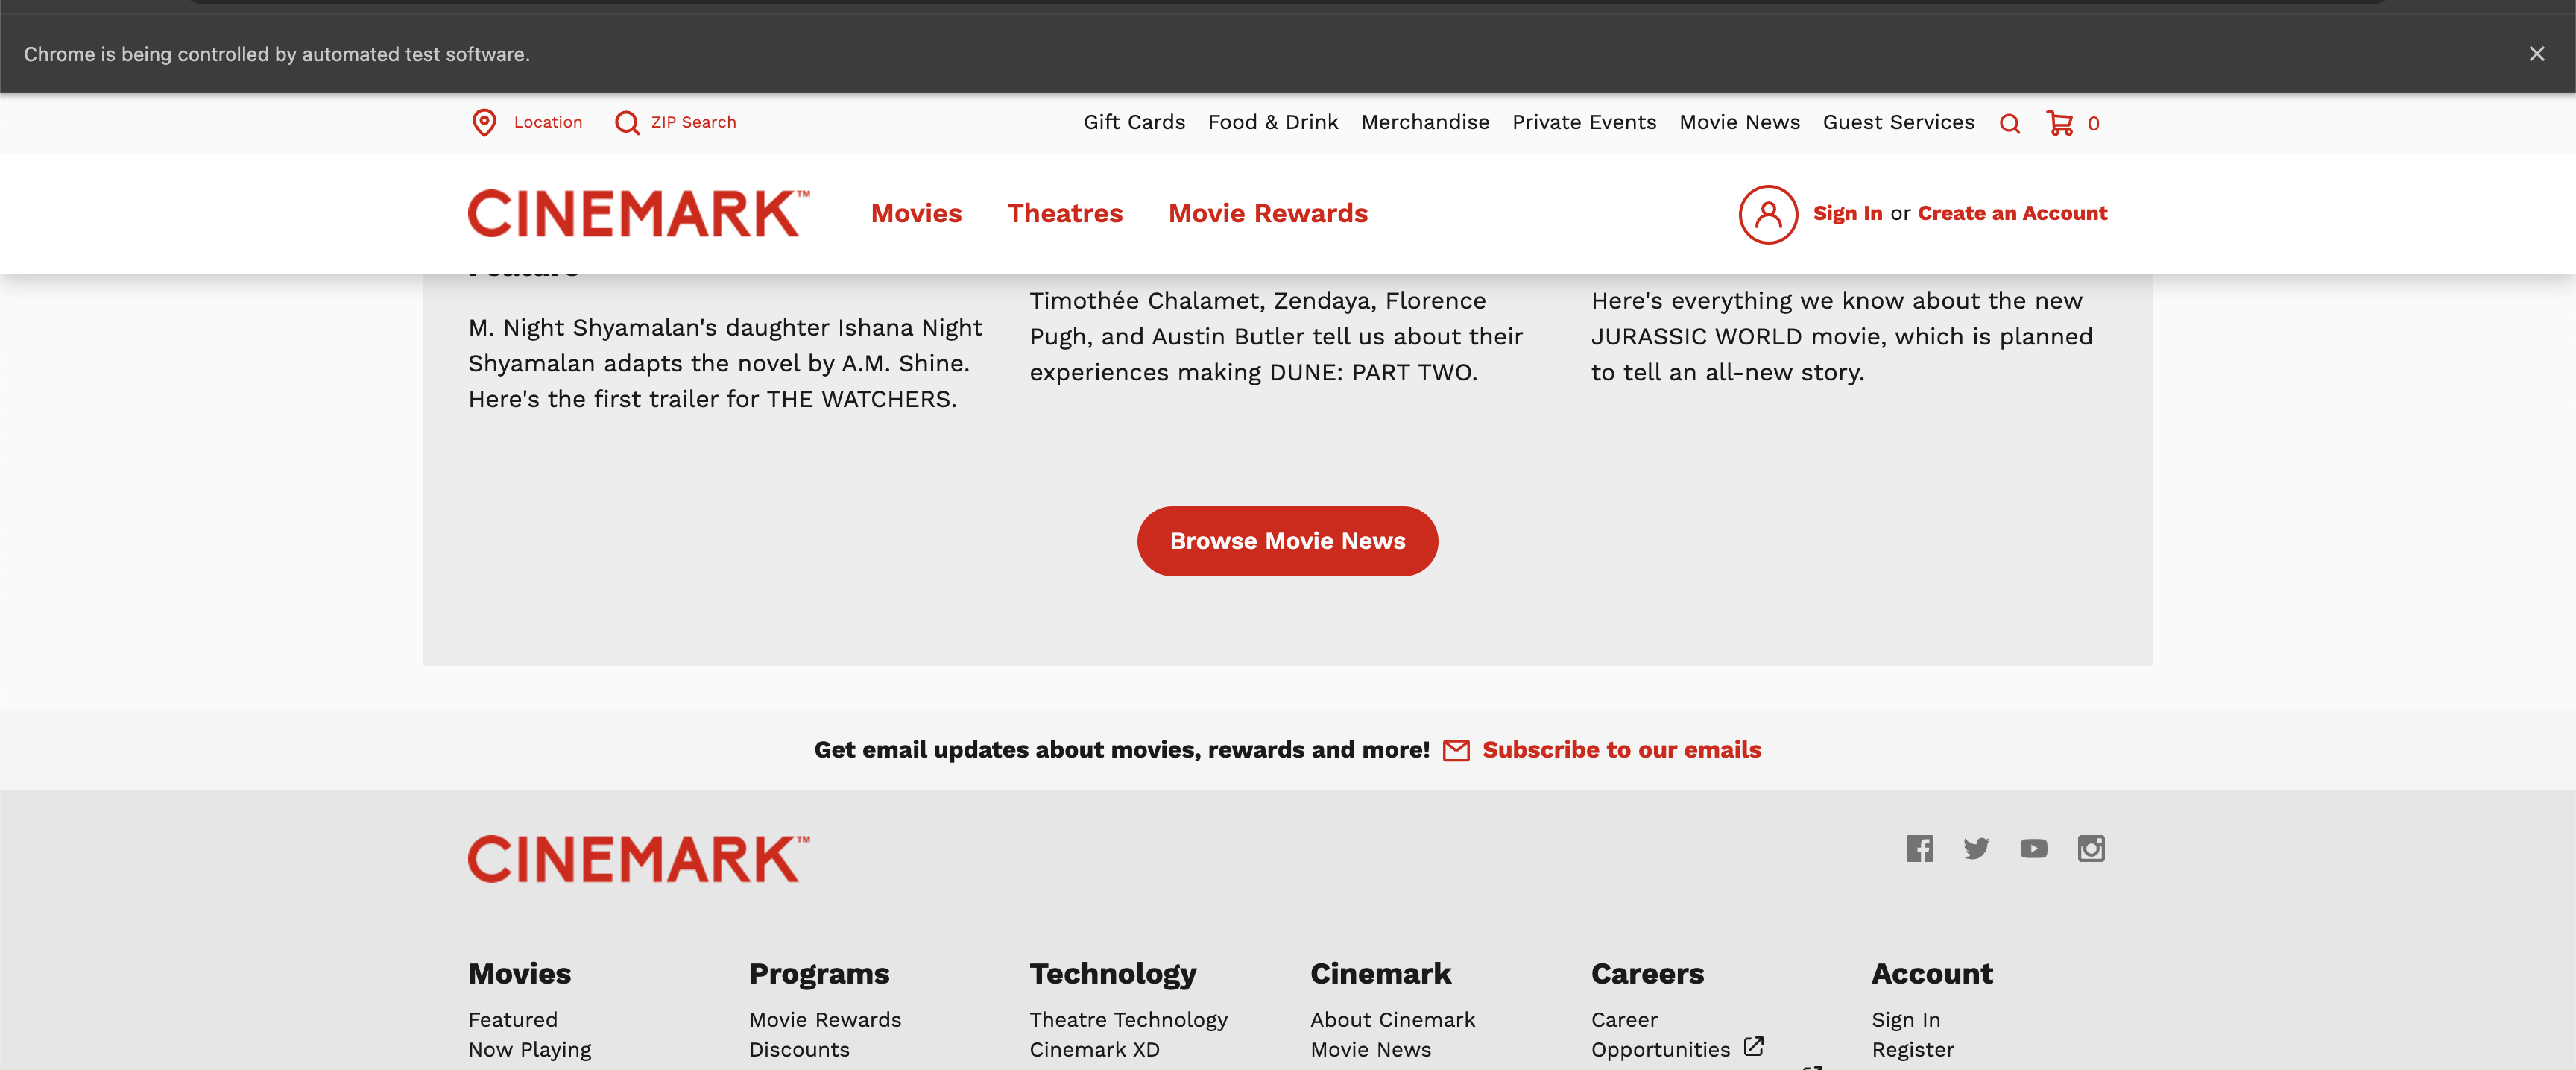 Chrome is being controlled by automated test software.
Location ZIP Search Gift Cards Food & Drink Merchandise Private Events Movie News Guest Services 0
CINEMARK™ Movies Theatres Movie Rewards Sign In or Create an Account
M. Night Shyamalan's daughter Ishana Night
Shyamalan adapts the novel by A.M. Shine.
Here's the first trailer for THE WATCHERS.
Timothée Chalamet, Zendaya, Florence
Pugh, and Austin Butler tell us about their
experiences making DUNE: PART TWO.
Here's everything we know about the new
JURASSIC WORLD movie, which is planned
to tell an all-new story.
Browse Movie News
Get email updates about movies, rewards and more! Subscribe to our emails
CINEMARK™
Movies
Featured
Now Playing
Programs
Movie Rewards
Discounts
Technology
Theatre Technology
Cinemark XD
Cinemark
About Cinemark
Movie News
Careers
Career
Opportunities
Account
Sign In
Register